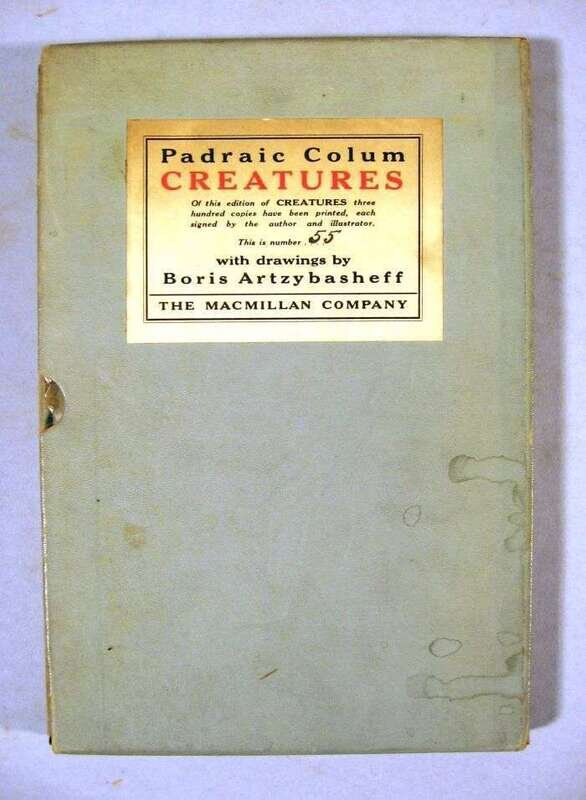 Padraic Colum
CREATURES
Of this edition of CREATURES three
hundred copies have been printed, each
signed by the author and illustrator.
This is number . 55
with drawings by
Boris Artzybasheff
THE MACMILLAN COMPANY